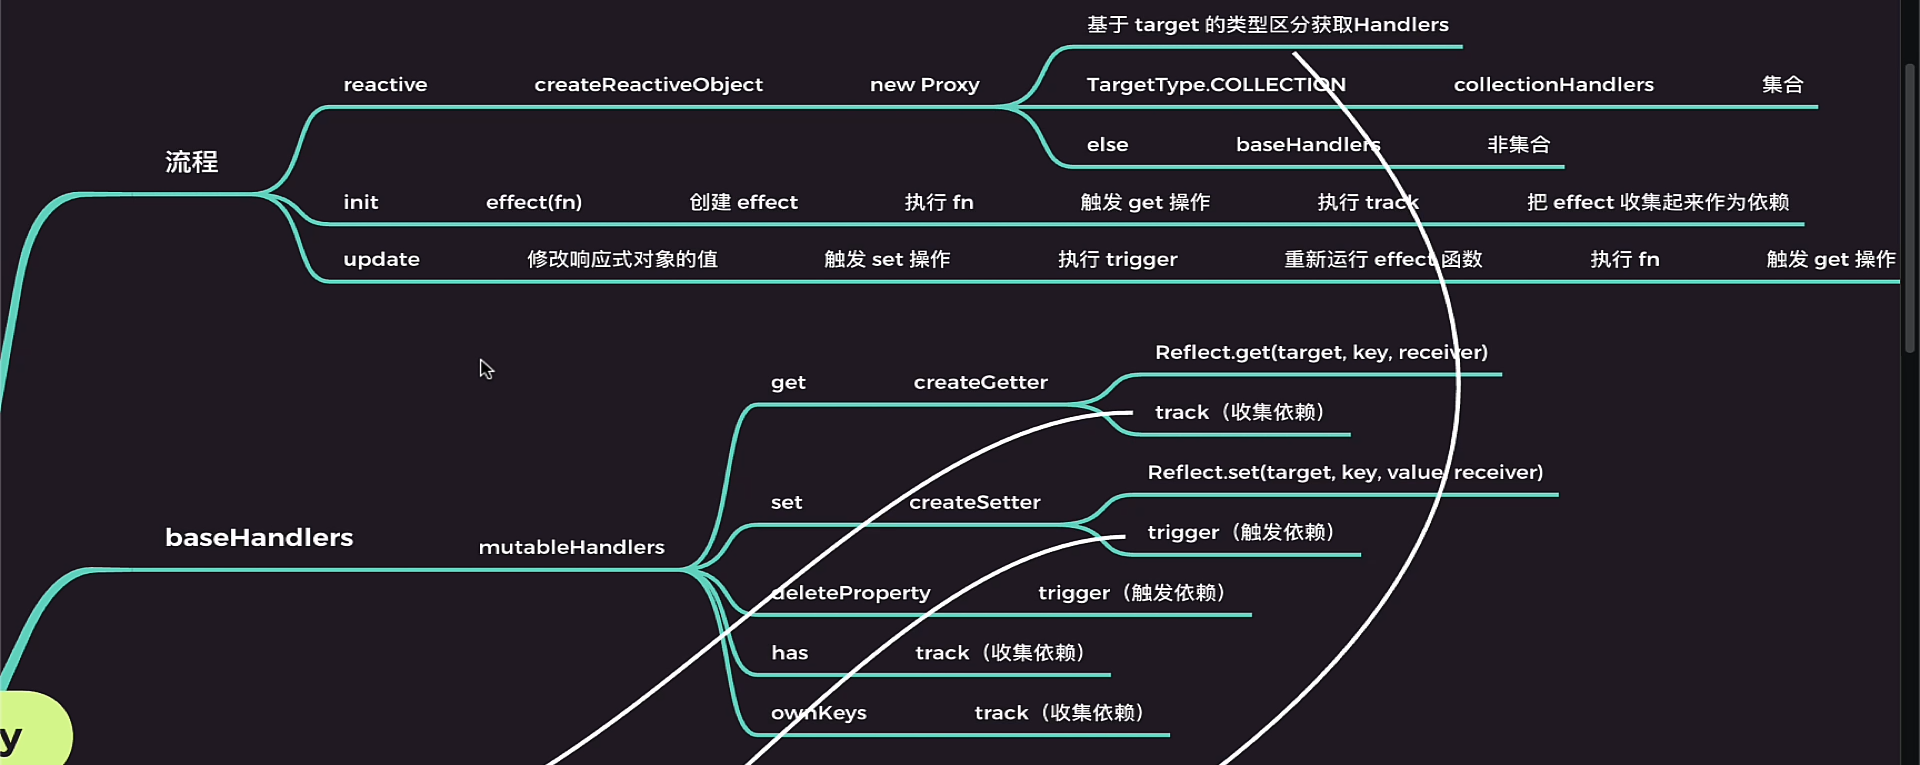 基于 target 的类型区分获取Handlers
reactive createReactiveObject new Proxy TargetType.COLLECTION collectionHandlers 集合
else baseHandlers 非集合
流程
init effect(fn) 创建 effect 执行 fn 触发 get 操作 执行 track 把 effect 收集起来作为依赖
update 修改响应式对象的值 触发 set 操作 执行 trigger 重新运行 effect 函数 执行 fn 触发 get 操作
Reflect.get(target, key, receiver)
get createGetter
track（收集依赖）
Reflect.set(target, key, value, receiver)
set createSetter
trigger（触发依赖）
baseHandlers mutableHandlers
deleteProperty trigger（触发依赖）
has track（收集依赖）
ownKeys track（收集依赖）
y